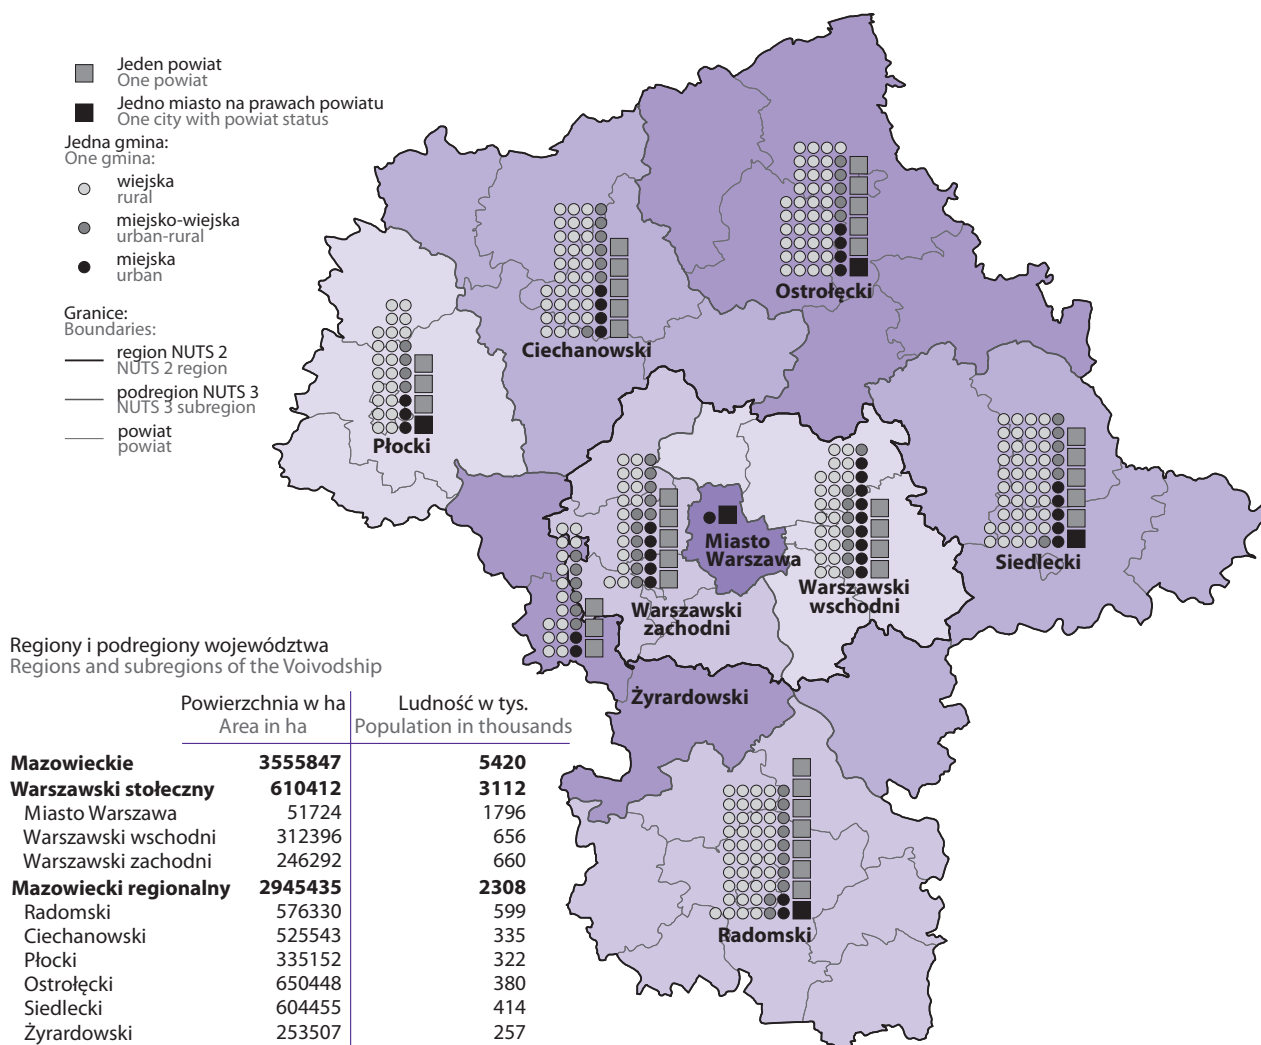 Jeden powiat
One powiat
Jedno miasto na prawach powiatu
One city with powiat status
Jedna gmina:
One gmina:
wiejska
rural
miejsko-wiejska
urban-rural
miejska
urban
Granice:
Boundaries:
region NUTS 2
NUTS 2 region
podregion NUTS 3
NUTS 3 subregion
powiat
powiat
Ostrołęcki
Ciechanowski
Płocki
Miasto
Warszawa
Siedlecki
Warszawski
wschodni
Warszawski
zachodni
Żyrardowski
Radomski
Regiony i podregiony województwa
Regions and subregions of the Voivodship
Powierzchnia w ha Ludność w tys.
Area in ha Population in thousands
Mazowieckie 3555847 5420
Warszawski stołeczny 610412 3112
Miasto Warszawa 51724 1796
Warszawski wschodni 312396 656
Warszawski zachodni 246292 660
Mazowiecki regionalny 2945435 2308
Radomski 576330 599
Ciechanowski 525543 335
Płocki 335152 322
Ostrołęcki 650448 380
Siedlecki 604455 414
Żyrardowski 253507 257